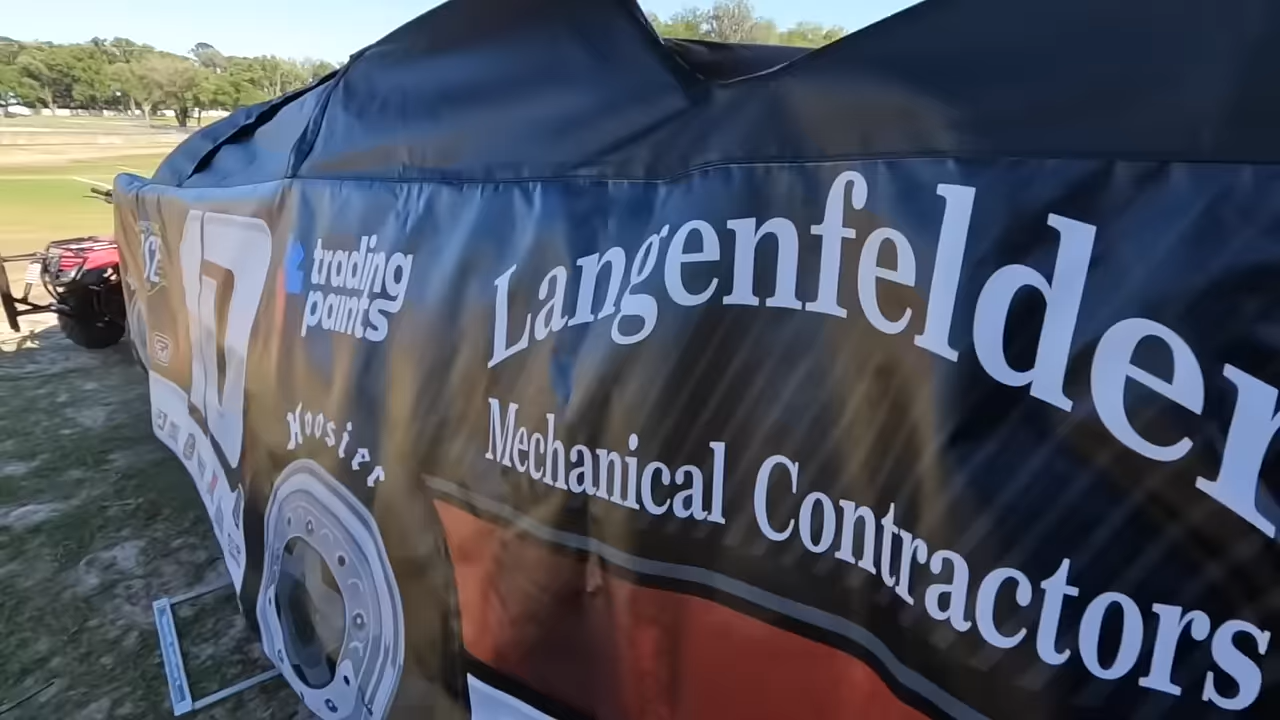 10
trading
paints
Hoosier
Langenfelder
Mechanical Contractors